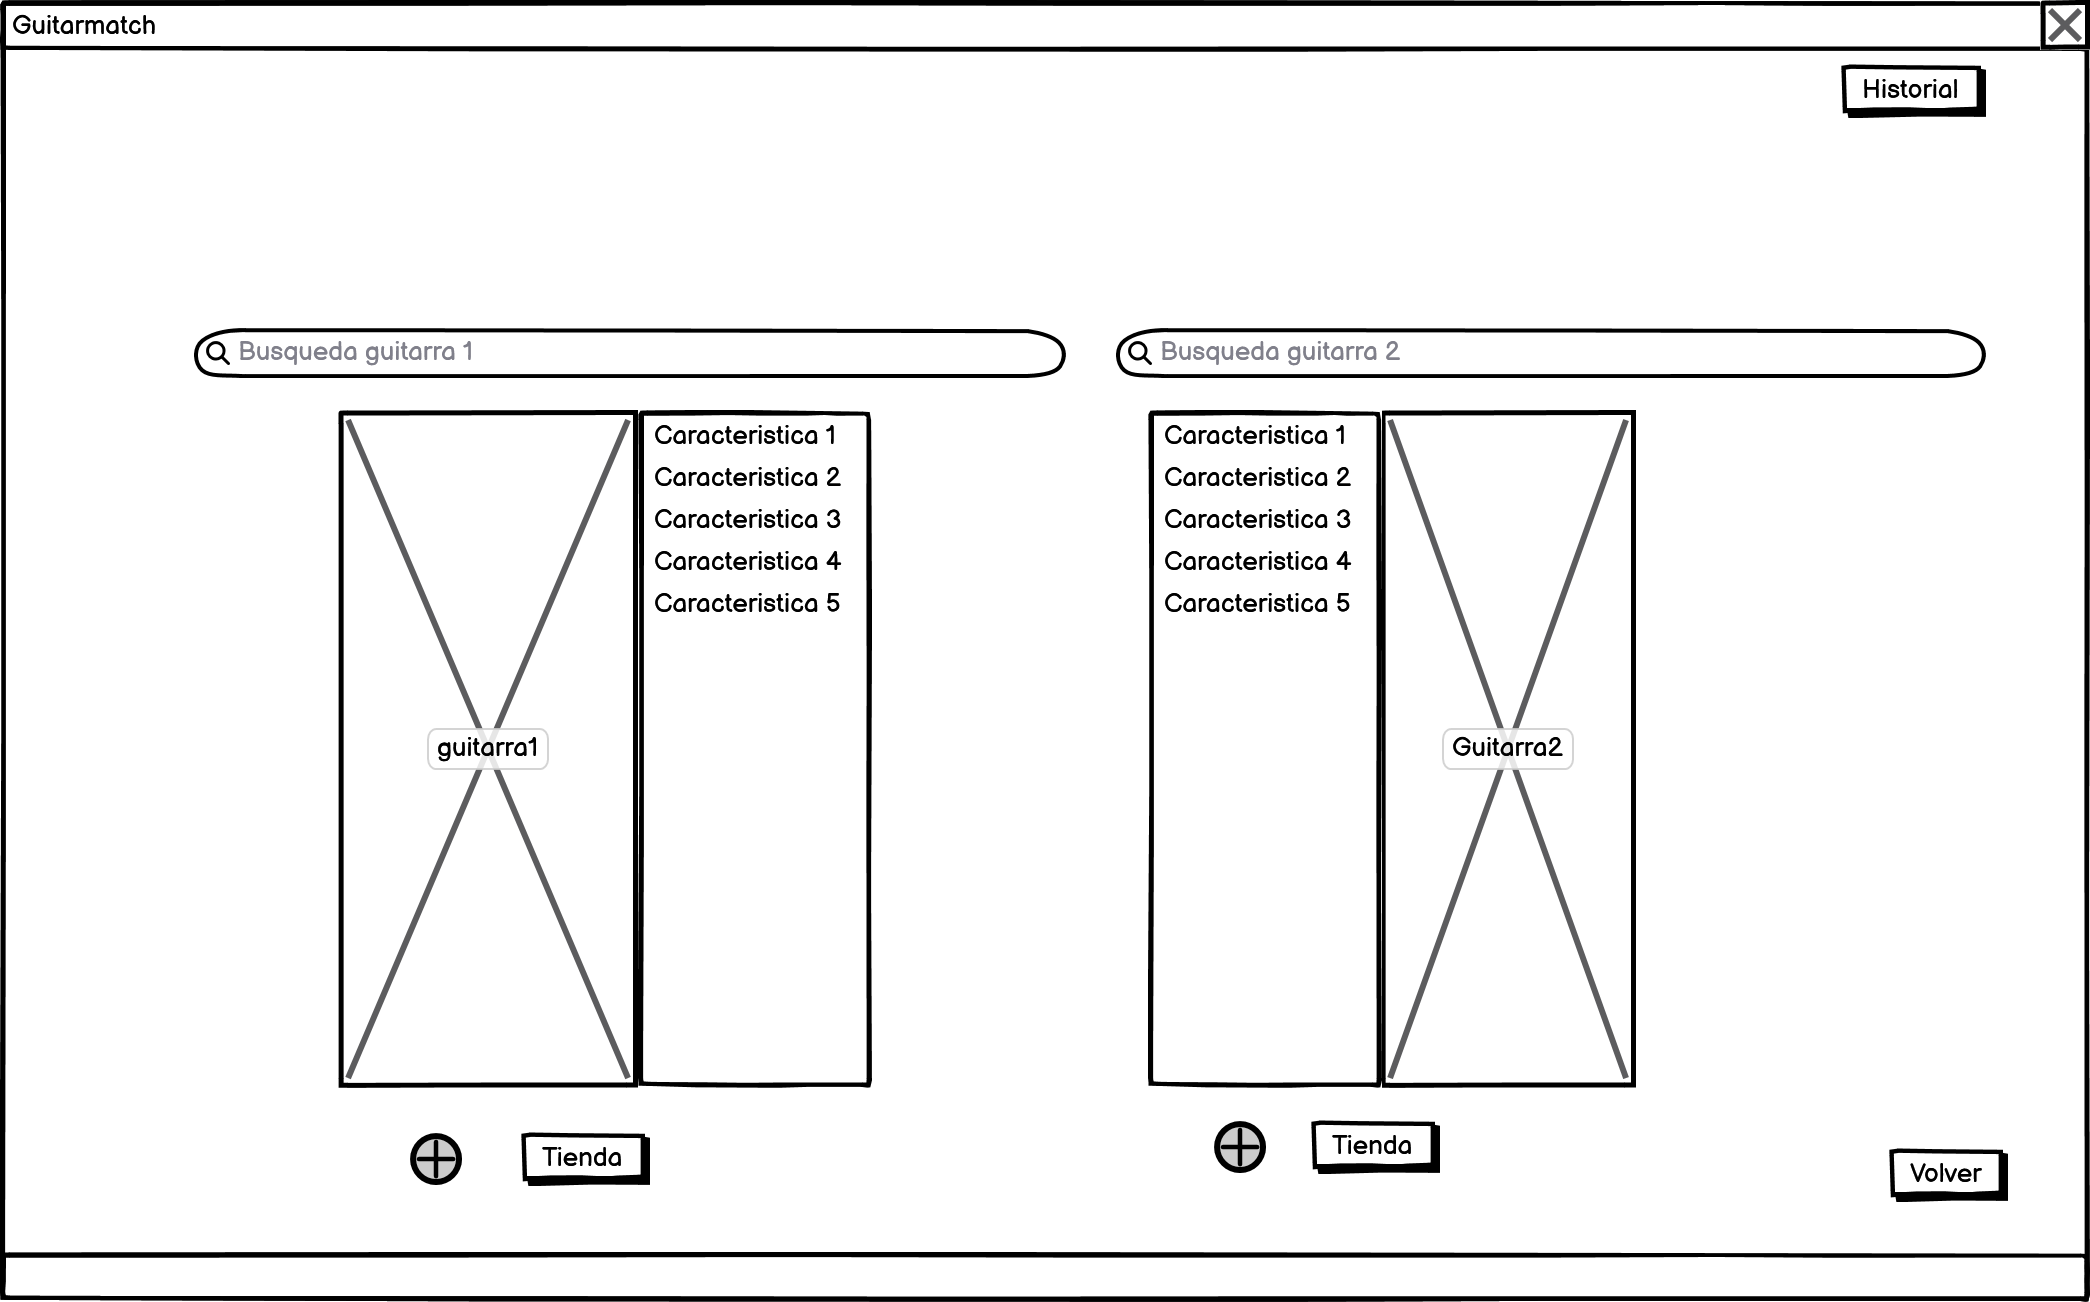 Guitarmatch
Historial
Busqueda guitarra 1
Busqueda guitarra 2
Caracteristica 1
Caracteristica 2
Caracteristica 3
Caracteristica 4
Caracteristica 5
guitarra1
Caracteristica 1
Caracteristica 2
Caracteristica 3
Caracteristica 4
Caracteristica 5
Guitarra2
Tienda
Tienda
Volver